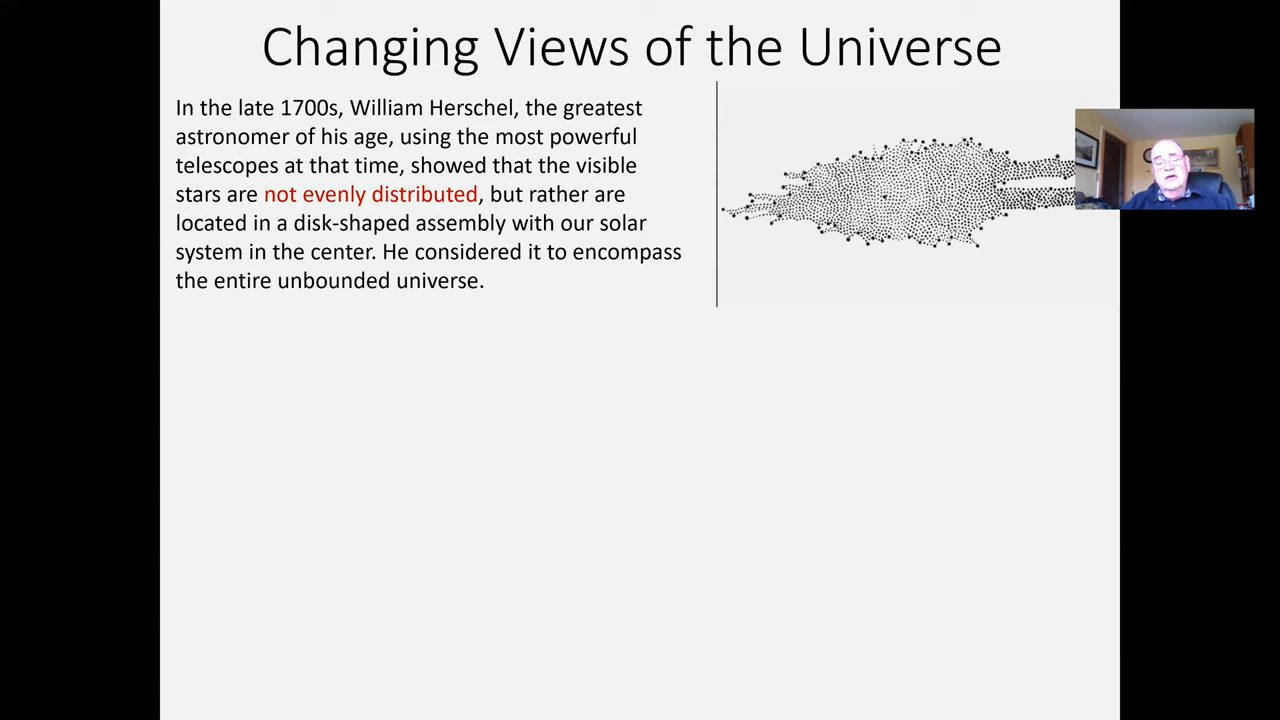 Changing Views of the Universe
In the late 1700s, William Herschel, the greatest
astronomer of his age, using the most powerful
telescopes at that time, showed that the visible
stars are not evenly distributed, but rather are
located in a disk-shaped assembly with our solar
system in the center. He considered it to encompass
the entire unbounded universe.